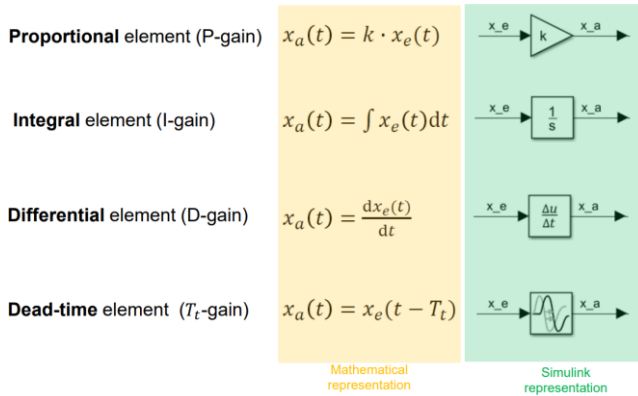 Proportional element (P-gain) x_a(t) = k · x_e(t) x_e k x_a
Integral element (I-gain) x_a(t) = ∫ x_e(t)dt x_e 1/s x_a
Differential element (D-gain) x_a(t) = dx_e(t)/dt x_e Δu/Δt x_a
Dead-time element (T_t-gain) x_a(t) = x_e(t − T_t) x_e x_a
Mathematical representation
Simulink representation